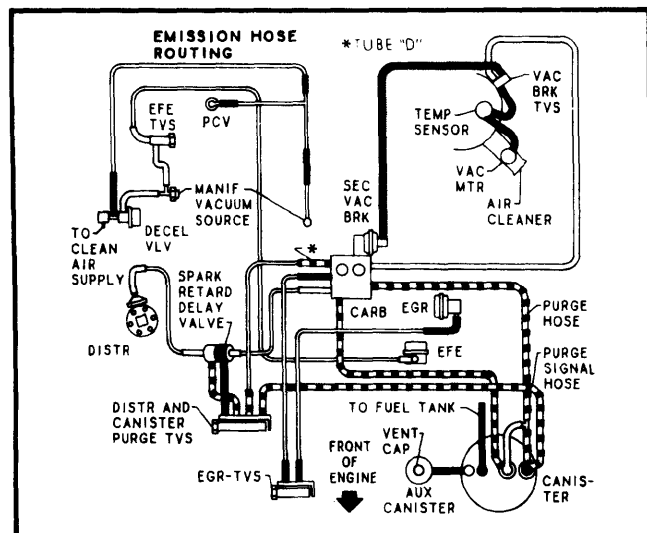 EMISSION HOSE
ROUTING
*TUBE "D"
EFE
TVS
PCV
VAC
BRK
TVS
TEMP
SENSOR
VAC
MTR
AIR
CLEANER
SEC
VAC
BRK
MANIF
VACUUM
SOURCE
TO
CLEAN
AIR
SUPPLY
DECEL
VLV
*
SPARK
RETARD
DELAY
VALVE
DISTR
CARB
EGR
EFE
PURGE
HOSE
PURGE
SIGNAL
HOSE
DISTR AND
CANISTER
PURGE TVS
TO FUEL TANK
VENT
CAP
FRONT
OF
ENGINE
EGR-TVS
AUX
CANISTER
CANIS-
TER